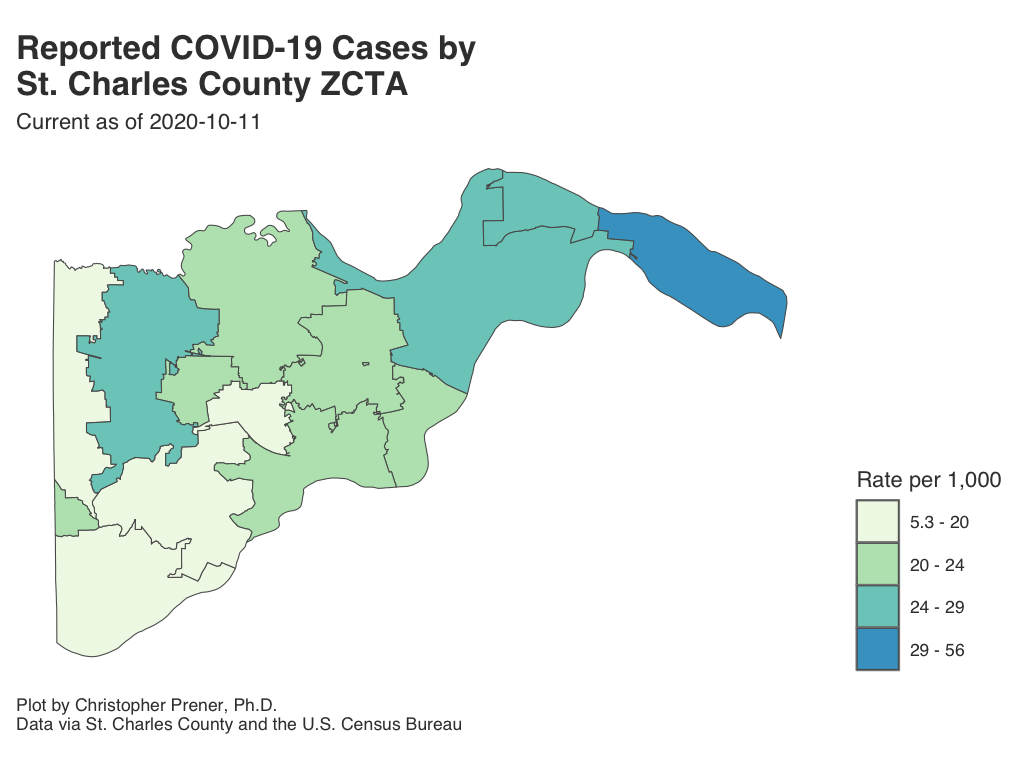 Reported COVID-19 Cases by
St. Charles County ZCTA
Current as of 2020-10-11
Rate per 1,000
5.3 - 20
20 - 24
24 - 29
29 - 56
Plot by Christopher Prener, Ph.D.
Data via St. Charles County and the U.S. Census Bureau